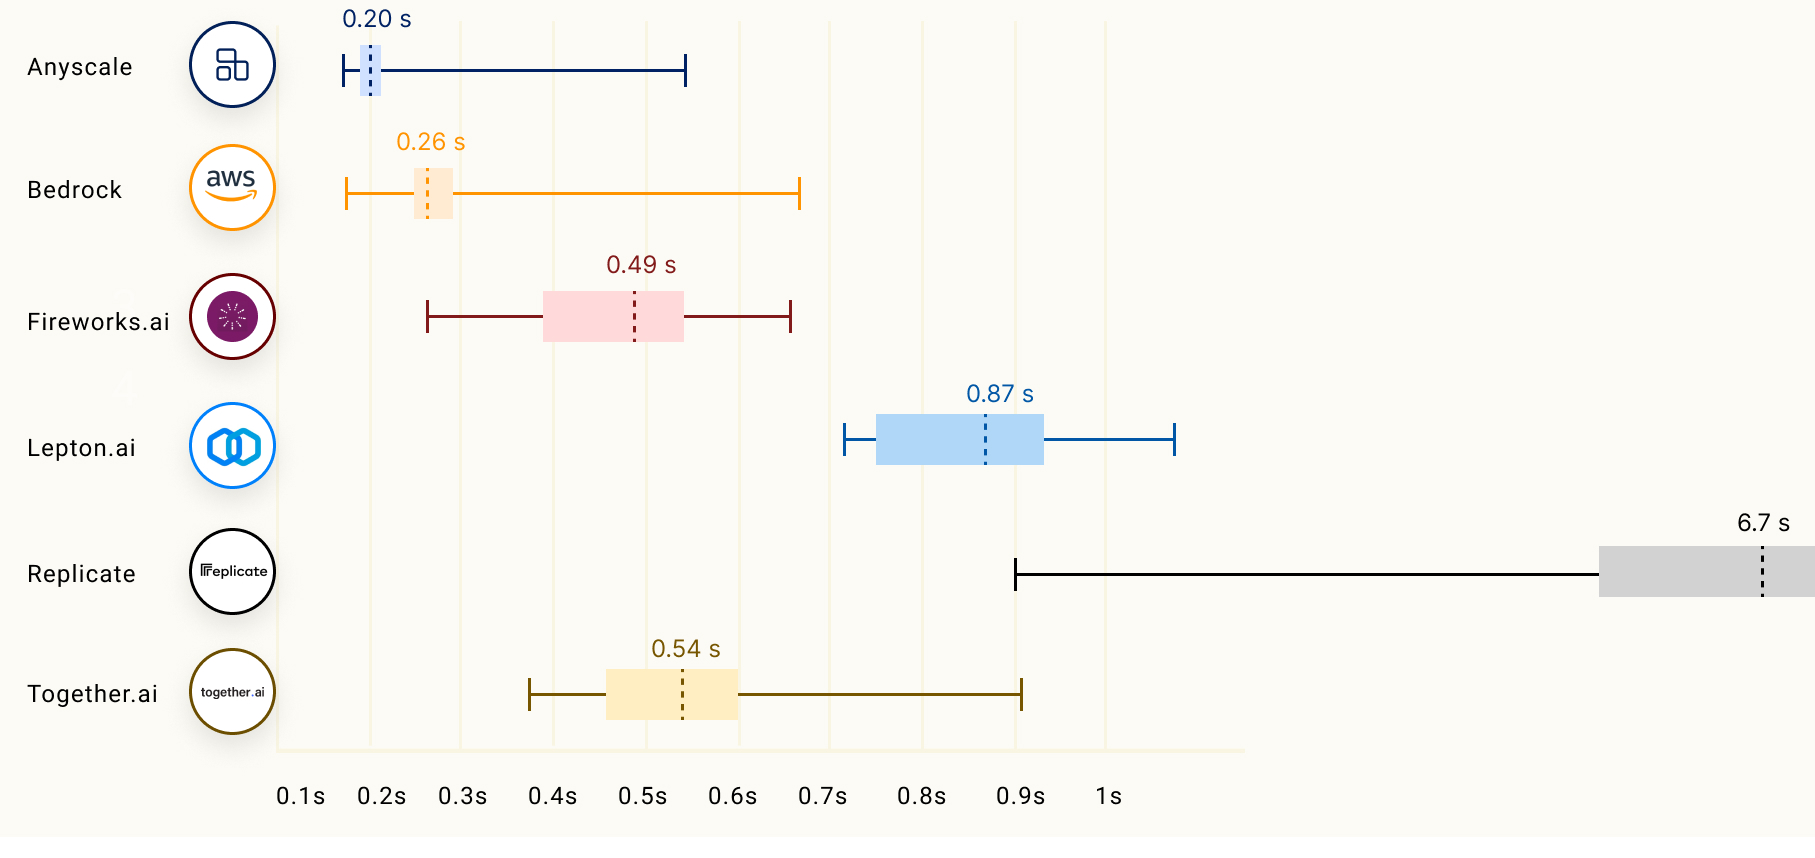 0.20 s
Anyscale
0.26 s
Bedrock
aws
0.49 s
Fireworks.ai
0.87 s
Lepton.ai
6.7 s
Replicate
replicate
0.54 s
Together.ai
together.ai
0.1s 0.2s 0.3s 0.4s 0.5s 0.6s 0.7s 0.8s 0.9s 1s